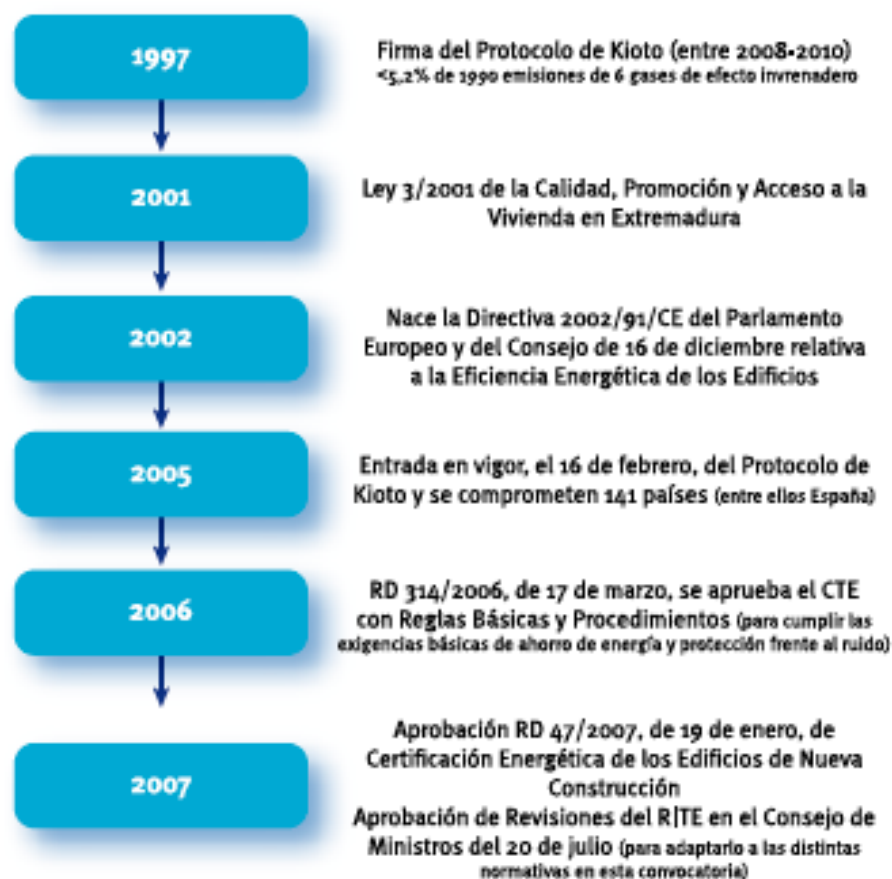 1997
Firma del Protocolo de Kioto (entre 2008-2010)
<5,2% de 1990 emisiones de 6 gases de efecto invrenadero
2001
Ley 3/2001 de la Calidad, Promoción y Acceso a la
Vivienda en Extremadura
2002
Nace la Directiva 2002/91/CE del Parlamento
Europeo y del Consejo de 16 de diciembre relativa
a la Eficiencia Energética de los Edificios
2005
Entrada en vigor, el 16 de febrero, del Protocolo de
Kioto y se comprometen 141 países (entre ellos España)
2006
RD 314/2006, de 17 de marzo, se aprueba el CTE
con Reglas Básicas y Procedimientos (para cumplir las
exigencias básicas de ahorro de energía y protección frente al ruido)
2007
Aprobación RD 47/2007, de 19 de enero, de
Certificación Energética de los Edificios de Nueva
Construcción
Aprobación de Revisiones del R|TE en el Consejo de
Ministros del 20 de julio (para adaptarlo a las distintas
normativas en esta convocatoria)